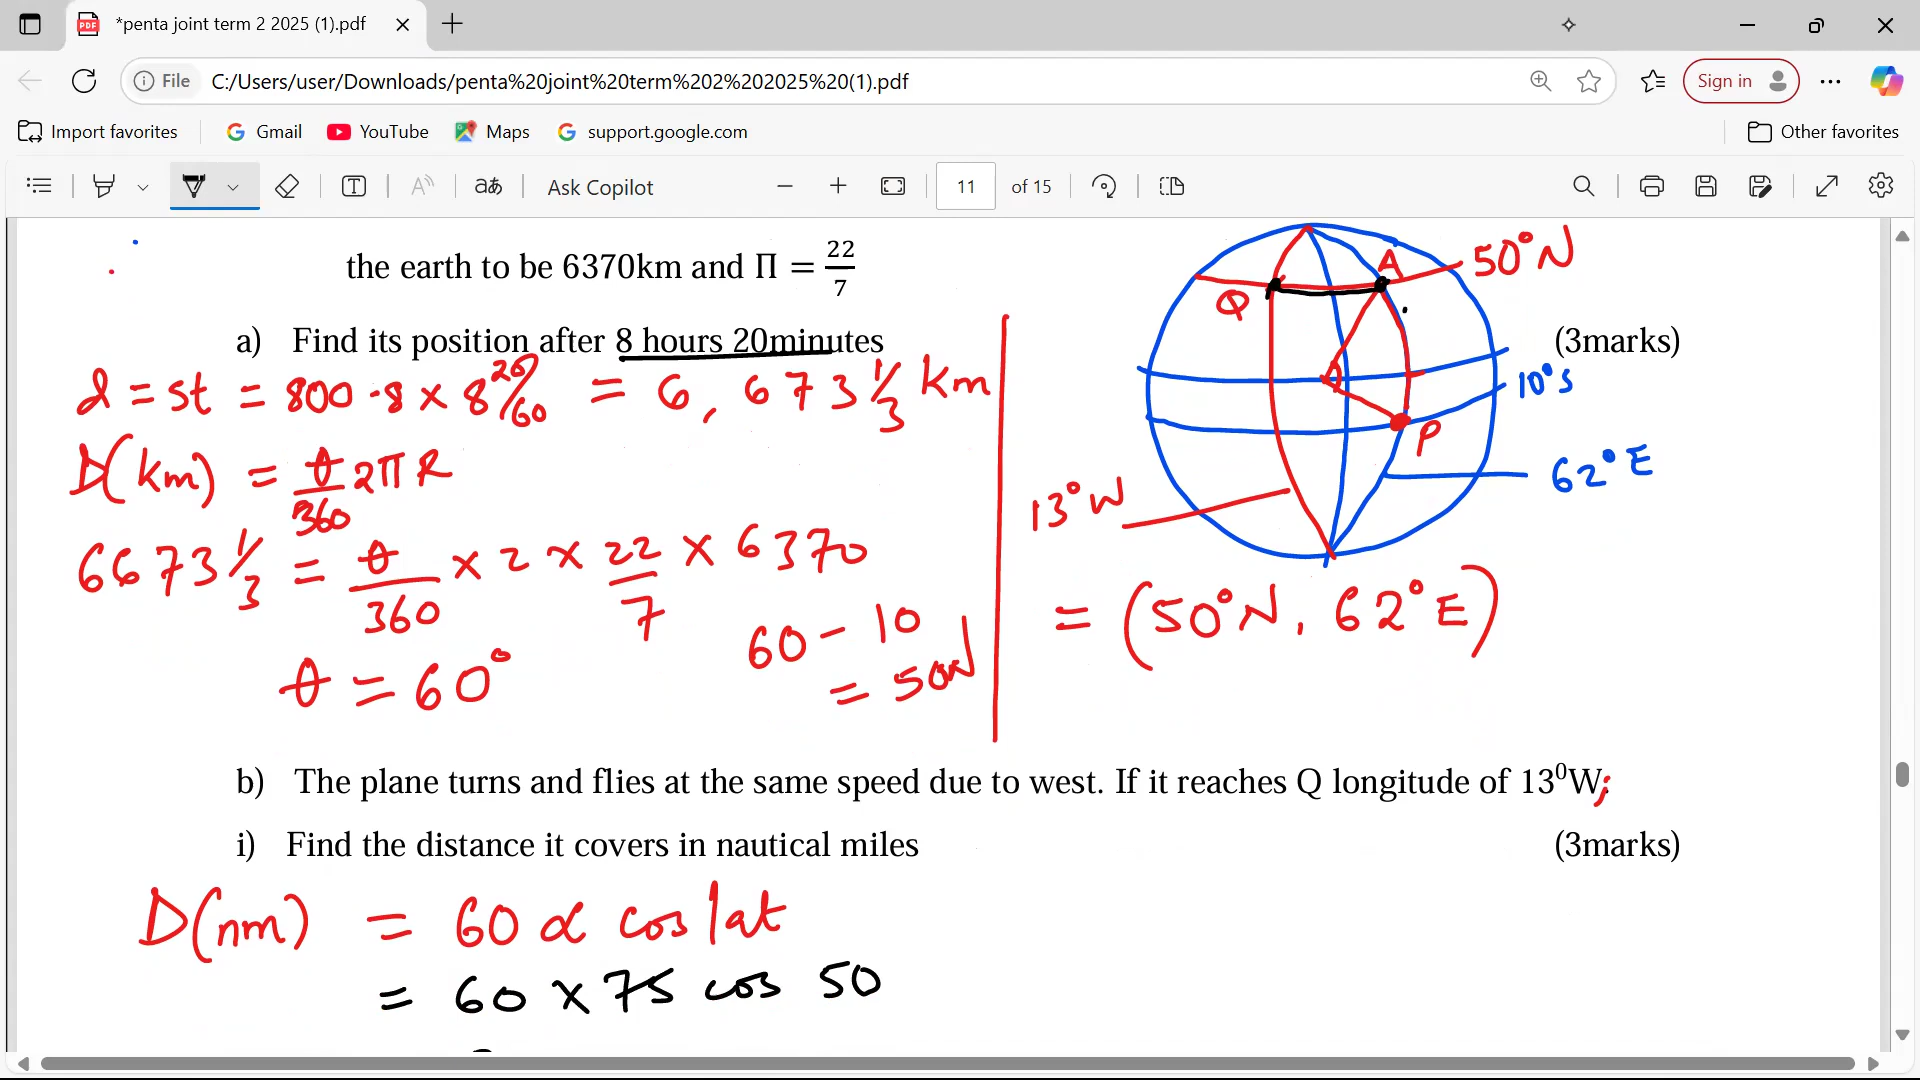 *penta joint term 2 2025 (1).pdf
File C:/Users/user/Downloads/penta%20joint%20term%202%202025%20(1).pdf Sign in
Import favorites Gmail YouTube Maps support.google.com Other favorites
Ask Copilot 11 of 15
the earth to be 6370km and Π = 22/7
a) Find its position after 8 hours 20minutes (3marks)
d = st = 800.8 × 8 20/60 = 6,673 1/3 km
D(km) = θ/360 2πR
6673 1/3 = θ/360 × 2 × 22/7 × 6370
θ = 60°
60 - 10
= 50N
50°N
A
Q
10°S
P
62°E
13°W
= (50°N, 62°E)
b) The plane turns and flies at the same speed due to west. If it reaches Q longitude of 13⁰W;
i) Find the distance it covers in nautical miles (3marks)
D(nm) = 60 α cos lat
= 60 × 75 cos 50